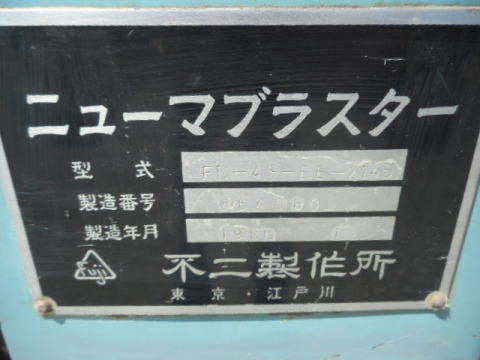 ニューマブラスター
型式
製造番号
製造年月
Fuji 不二製作所
東京・江戸川